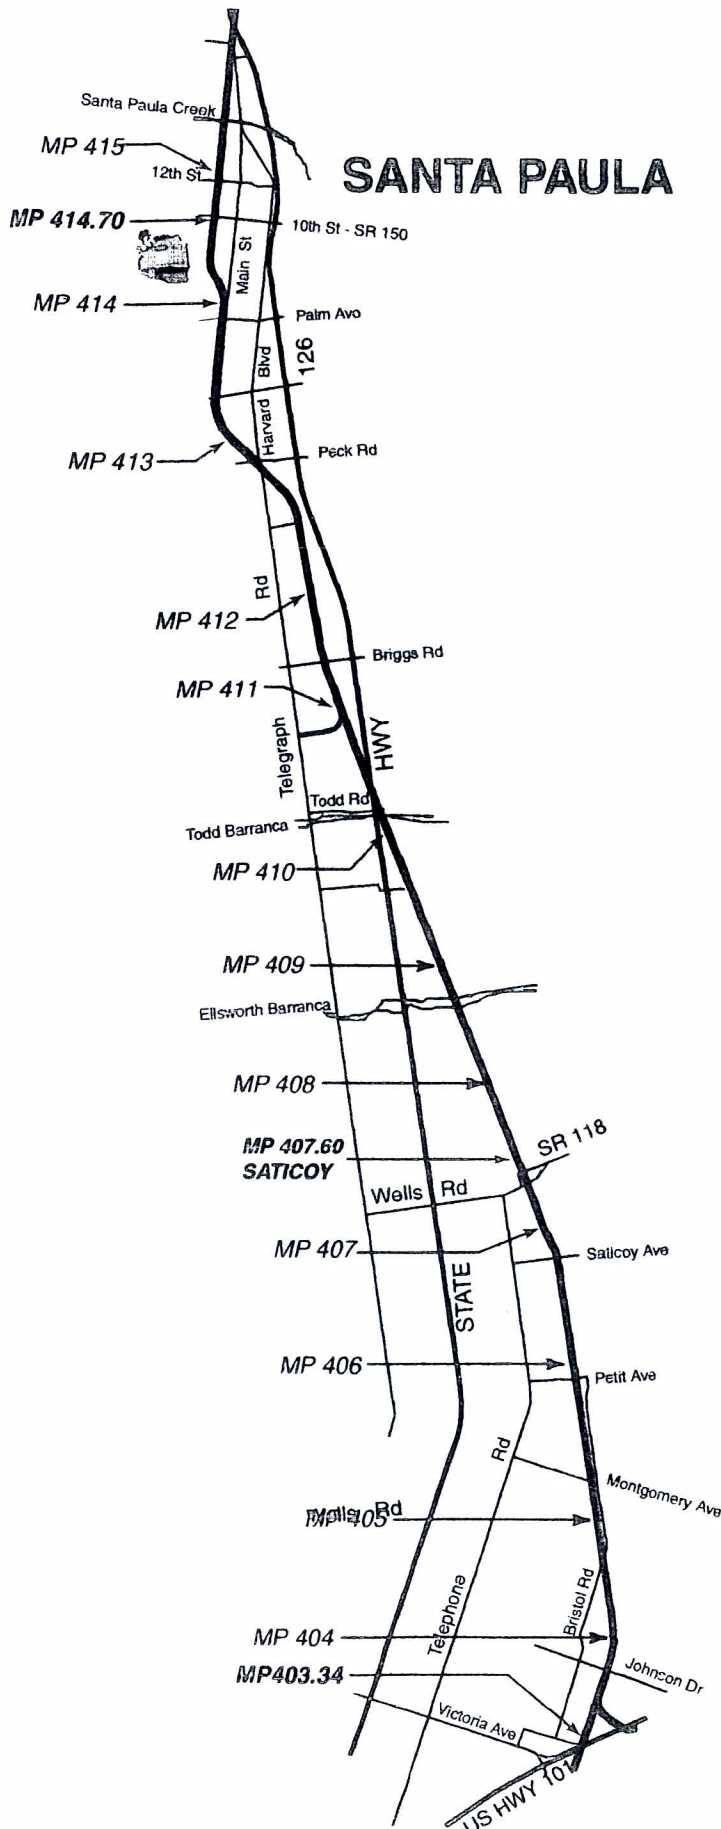 Santa Paula Creek
MP 415
SANTA PAULA
12th St
MP 414.70
10th St - SR 150
Main St
MP 414
Palm Avo
126
Harvard Blvd
MP 413
Peck Rd
Rd
MP 412
Briggs Rd
MP 411
Telegraph
HWY
Todd Rd
Todd Barranca
MP 410
MP 409
Ellsworth Barranca
MP 408
MP 407.60
SATICOY
SR 118
Wells Rd
MP 407
Saticoy Ave
STATE
MP 406
Petit Ave
Rd
Montgomery Ave
MP 405
Rd
Bristol Rd
Telephone
MP 404
Johnson Dr
MP403.34
Victoria Ave
US HWY 101